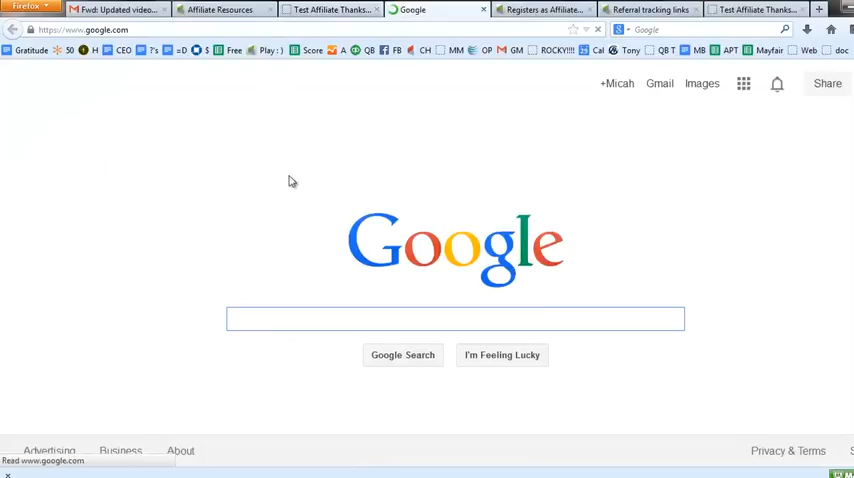 Firefox
Fwd: Updated video...
Affiliate Resources
Test Affiliate Thanks...
Google
Registers as Affiliate...
Referral tracking links
Test Affiliate Thanks...
https://www.google.com
Google
Gratitude 50 H CEO ?'s =D $ Free Play : ) Score A QB FB CH MM OP GM ROCKY!!!! Cal Tony QB T MB APT Mayfair Web doc
+Micah Gmail Images Share
Google
Google Search I'm Feeling Lucky
Advertising Business About Privacy & Terms
Read www.google.com